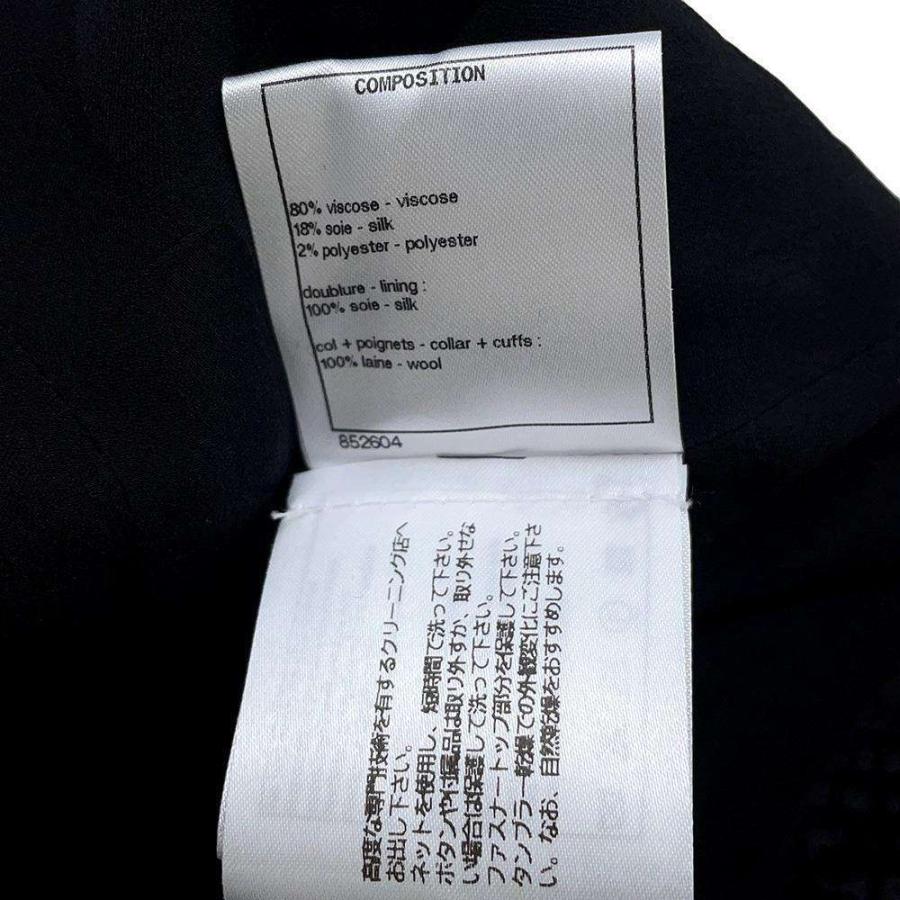 COMPOSITION
80% viscose - viscose
18% soie - silk
2% polyester - polyester
doublure - lining :
100% soie - silk
col + poignets - collar + cuffs :
100% laine - wool
852604
高度な専門技術を有するクリーニング店へ
お出し下さい。
ネットを使用し、短時間で洗って下さい。
ボタンや付属品は取り外すか、取り外せな
い場合は保護して洗って下さい。
ファスナートップ部分を保護して下さい。
タンブラー乾燥での外観変化にご注意下さ
い。なお、自然乾燥をおすすめします。